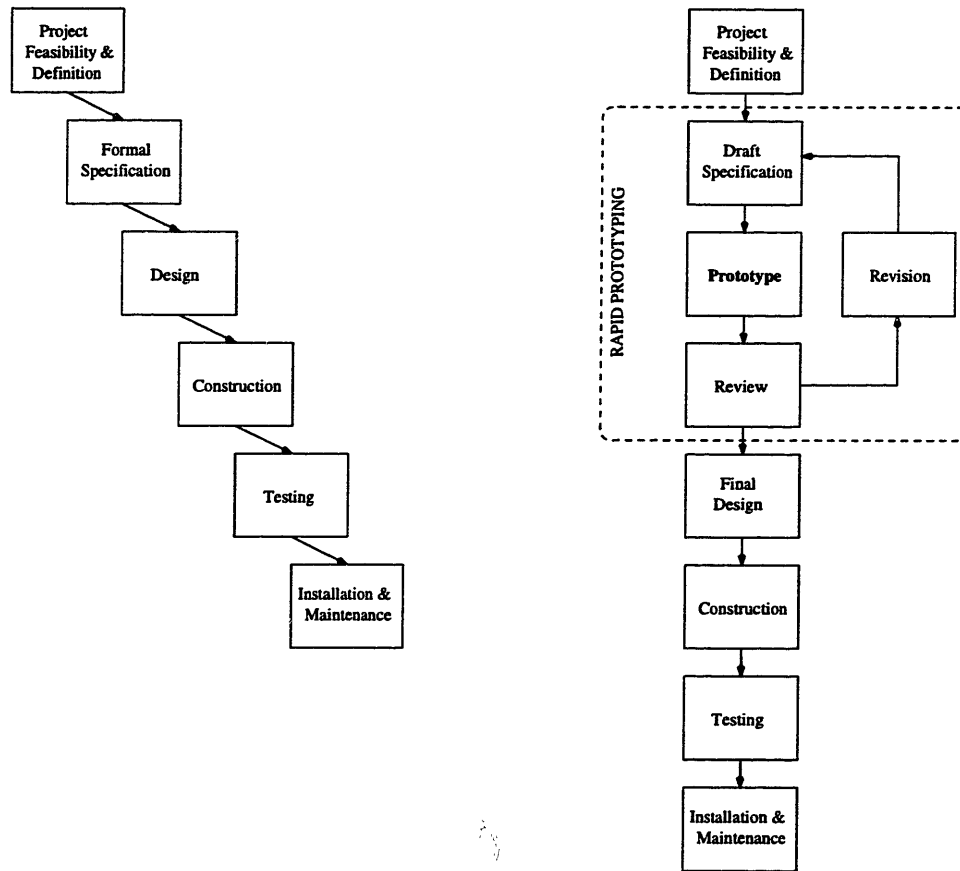 Project
Feasibility &
Definition
Formal
Specification
Design
Construction
Testing
Installation &
Maintenance
Project
Feasibility &
Definition
RAPID PROTOTYPING
Draft
Specification
Prototype
Revision
Review
Final
Design
Construction
Testing
Installation &
Maintenance